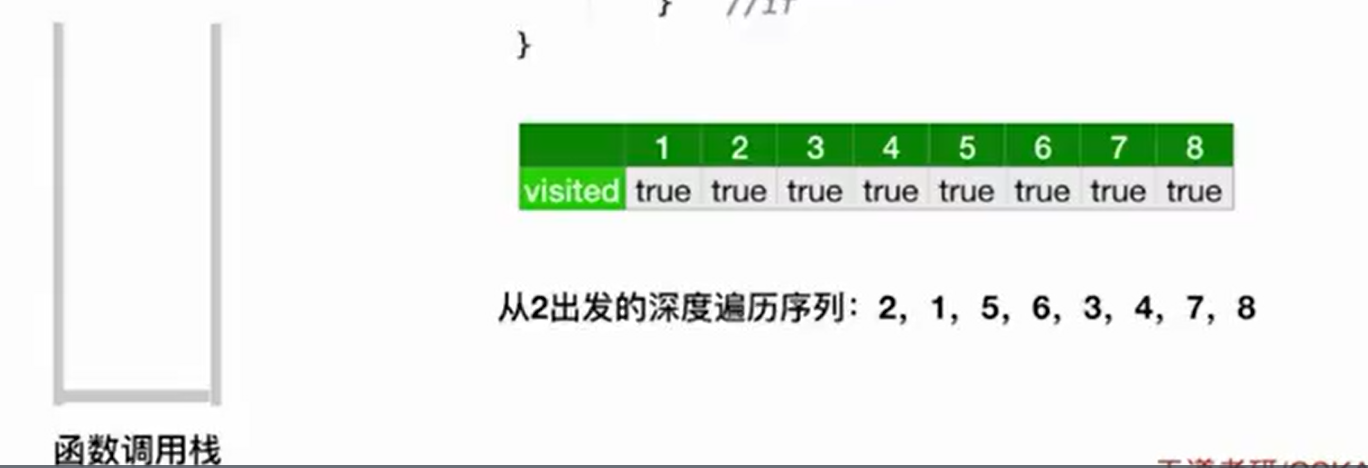 } //if
}
1 2 3 4 5 6 7 8
visited true true true true true true true true
从2出发的深度遍历序列：2，1，5，6，3，4，7，8
函数调用栈